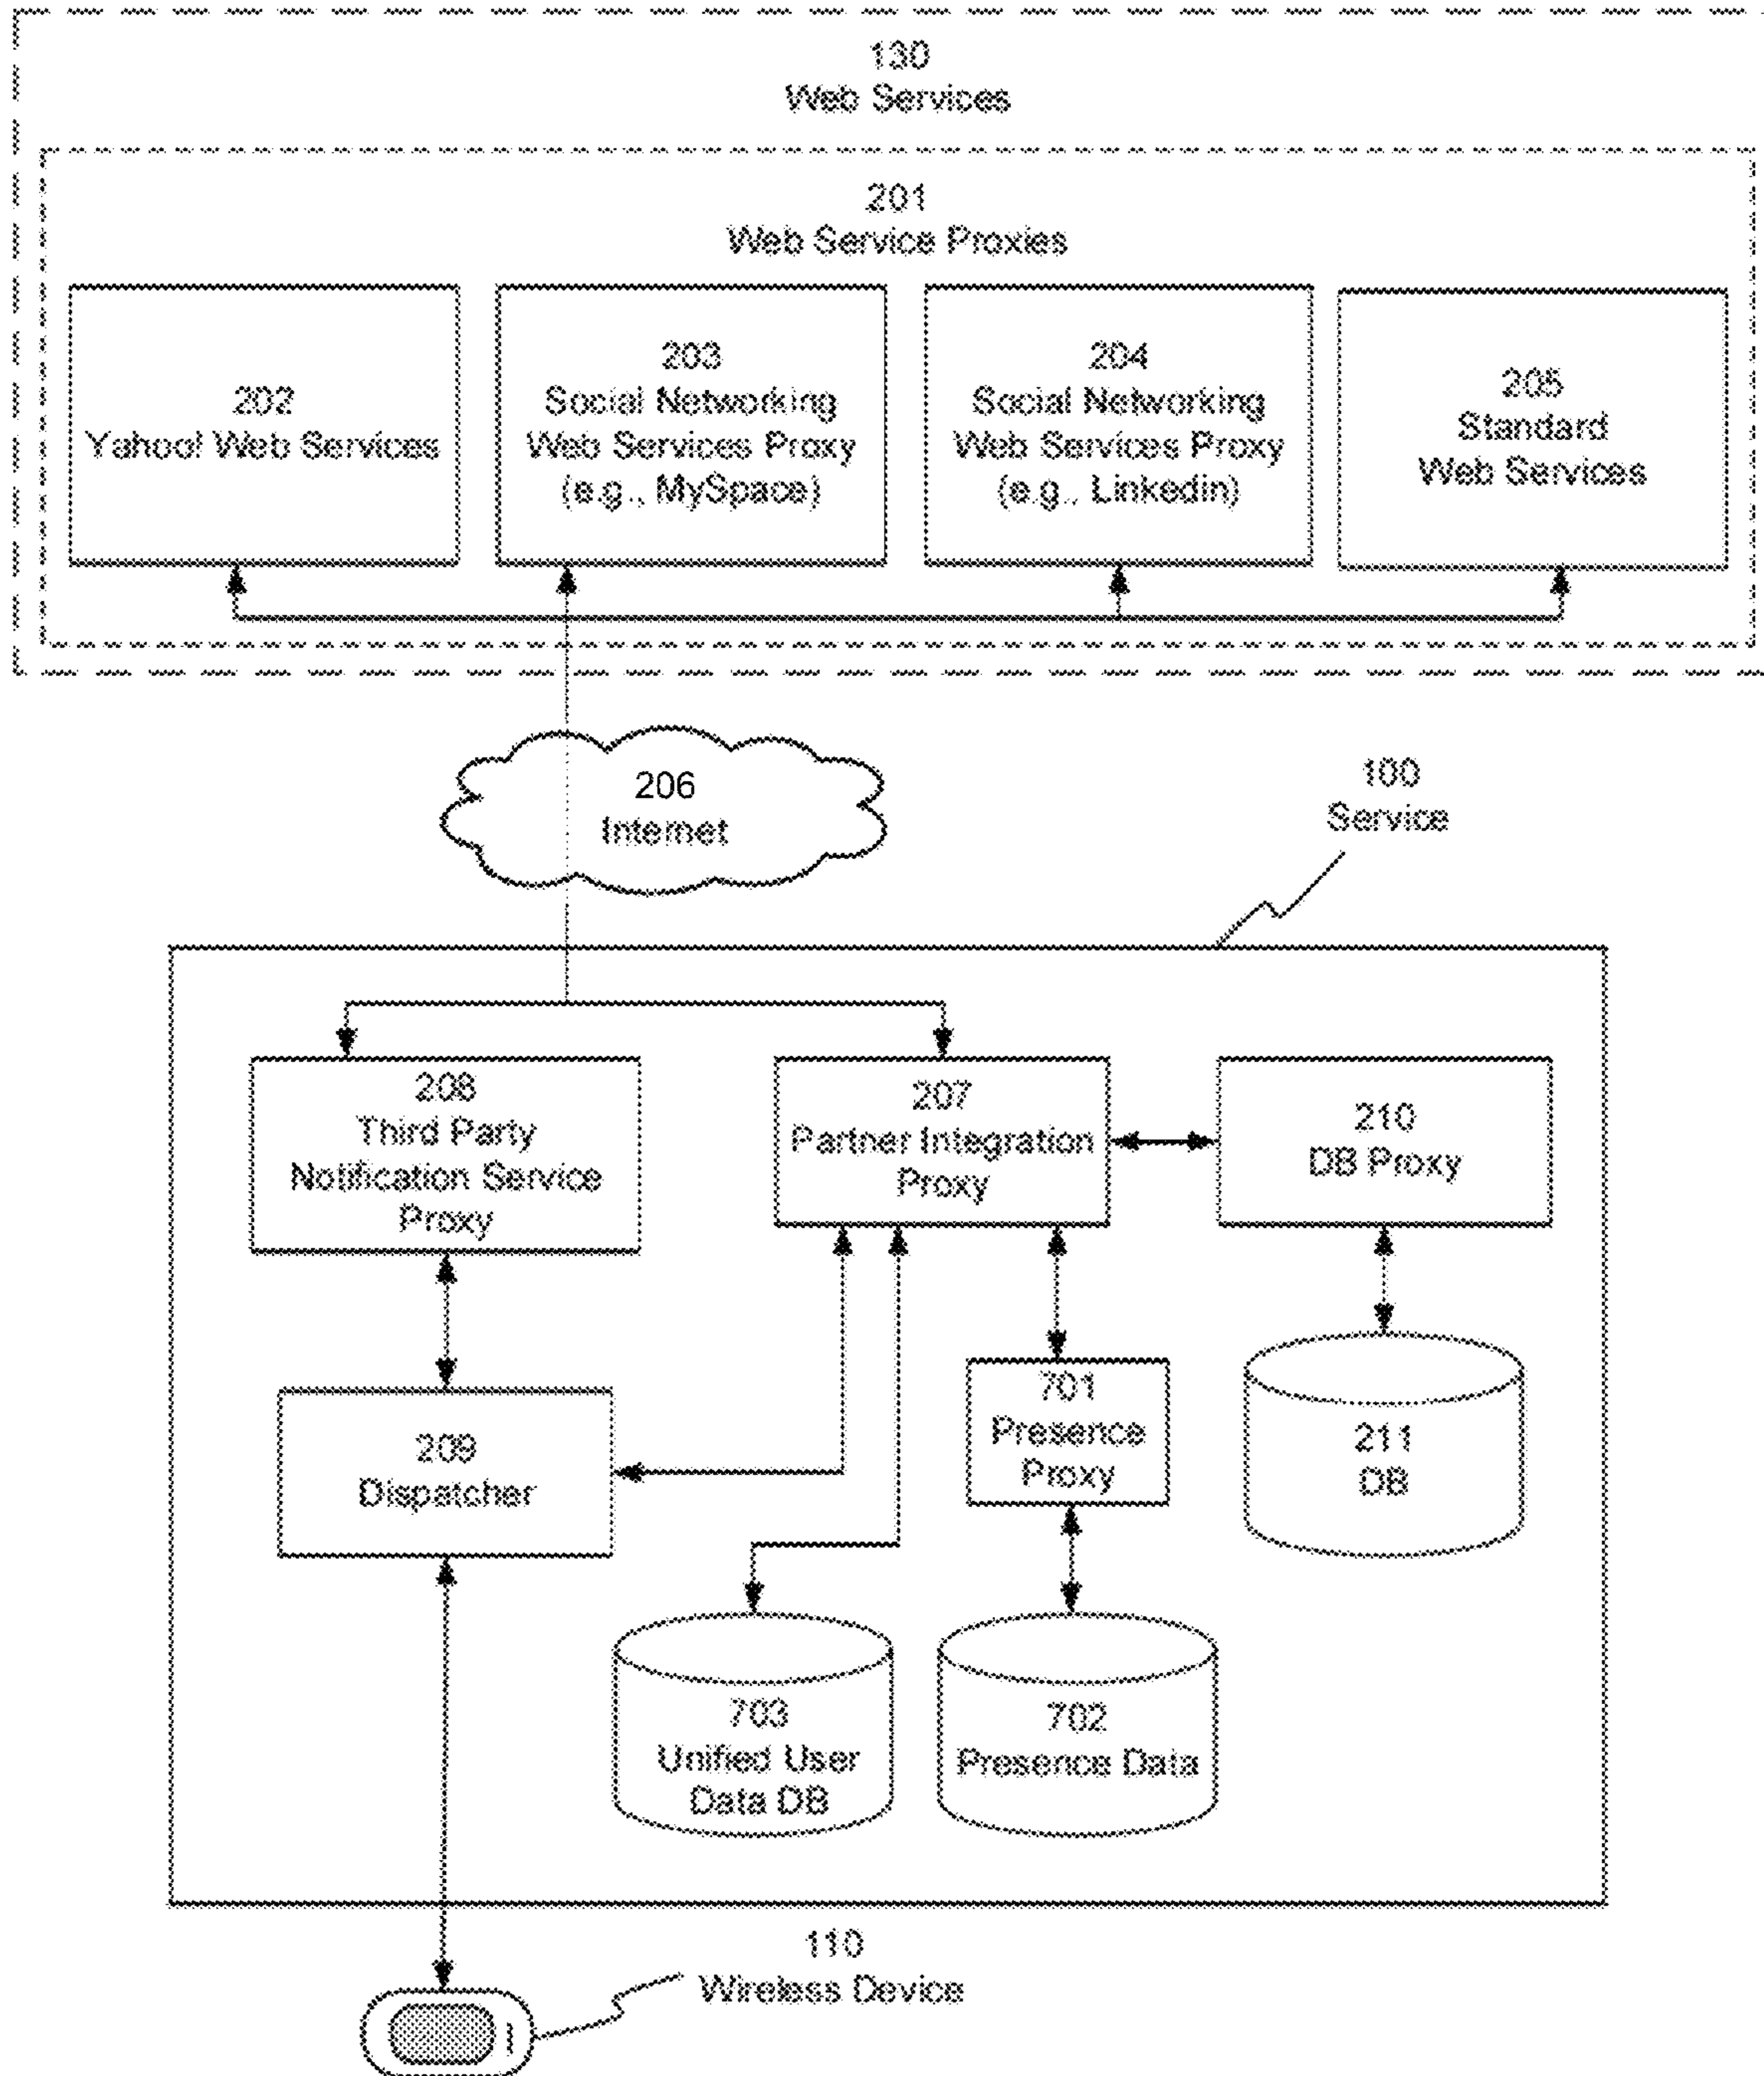 130
Web Services
201
Web Service Proxies
202
Yahoo! Web Services
203
Social Networking
Web Services Proxy
(e.g., MySpace)
204
Social Networking
Web Services Proxy
(e.g., Linkedin)
205
Standard
Web Services
206
Internet
100
Service
208
Third Party
Notification Service
Proxy
207
Partner Integration
Proxy
210
DB Proxy
209
Dispatcher
701
Presence
Proxy
211
DB
703
Unified User
Data DB
702
Presence Data
110
Wireless Device